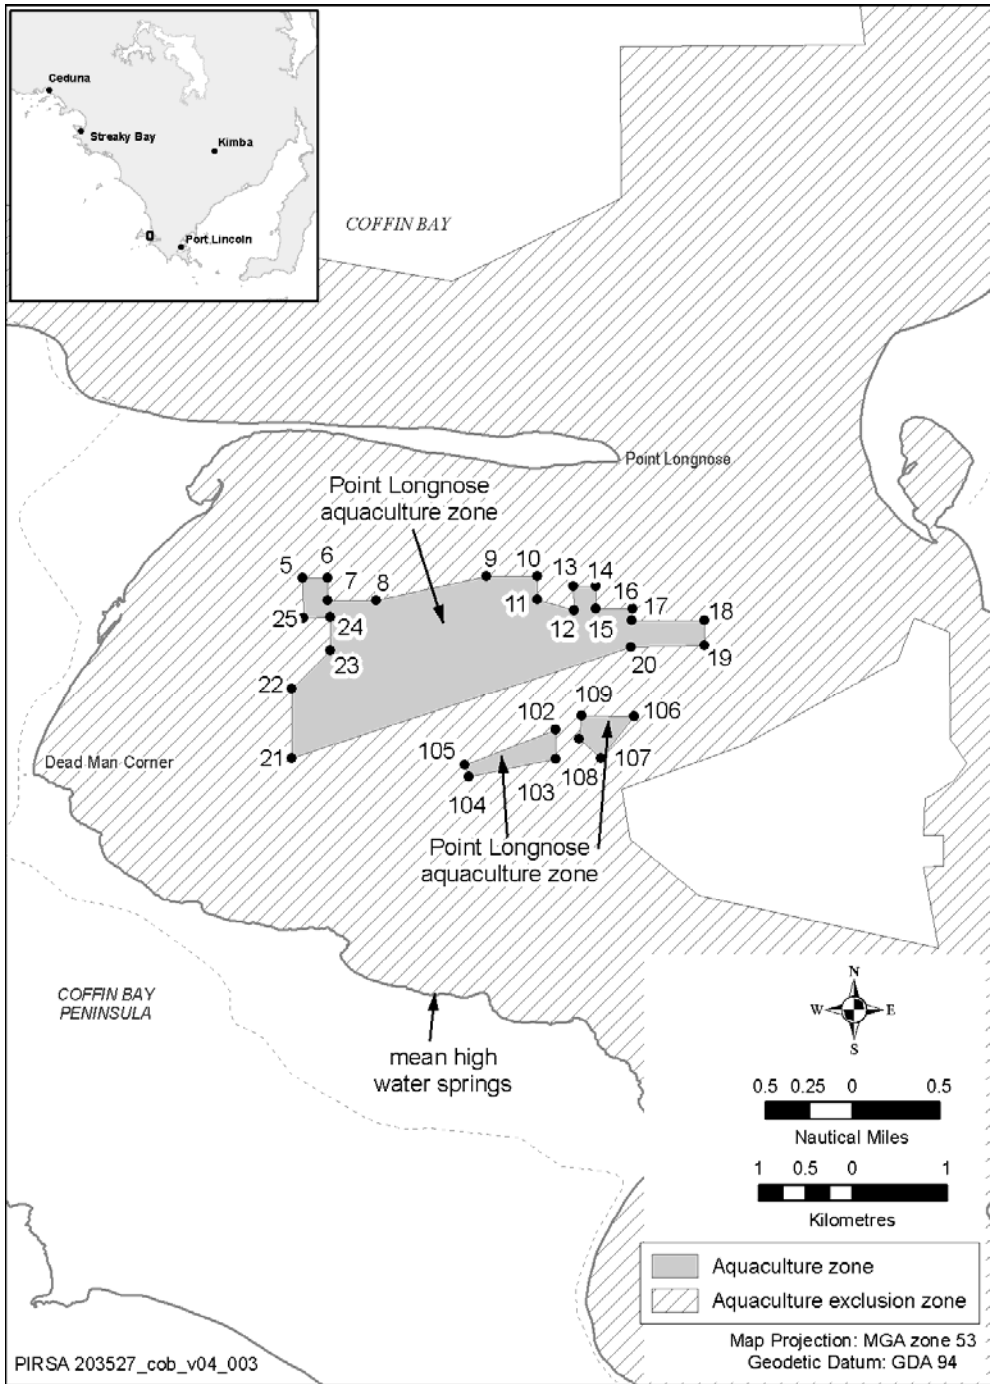 Ceduna
Streaky Bay
Kimba
Port Lincoln
COFFIN BAY
Point Longnose
Point Longnose
aquaculture zone
5
6
7
8
9
10
11
13
14
12
15
16
17
18
19
20
25
24
23
22
21
102
109
106
105
104
103
108
107
Dead Man Corner
Point Longnose
aquaculture zone
COFFIN BAY
PENINSULA
mean high
water springs
N
W
E
S
0.5 0.25 0 0.5
Nautical Miles
1 0.5 0 1
Kilometres
Aquaculture zone
Aquaculture exclusion zone
Map Projection: MGA zone 53
Geodetic Datum: GDA 94
PIRSA 203527_cob_v04_003